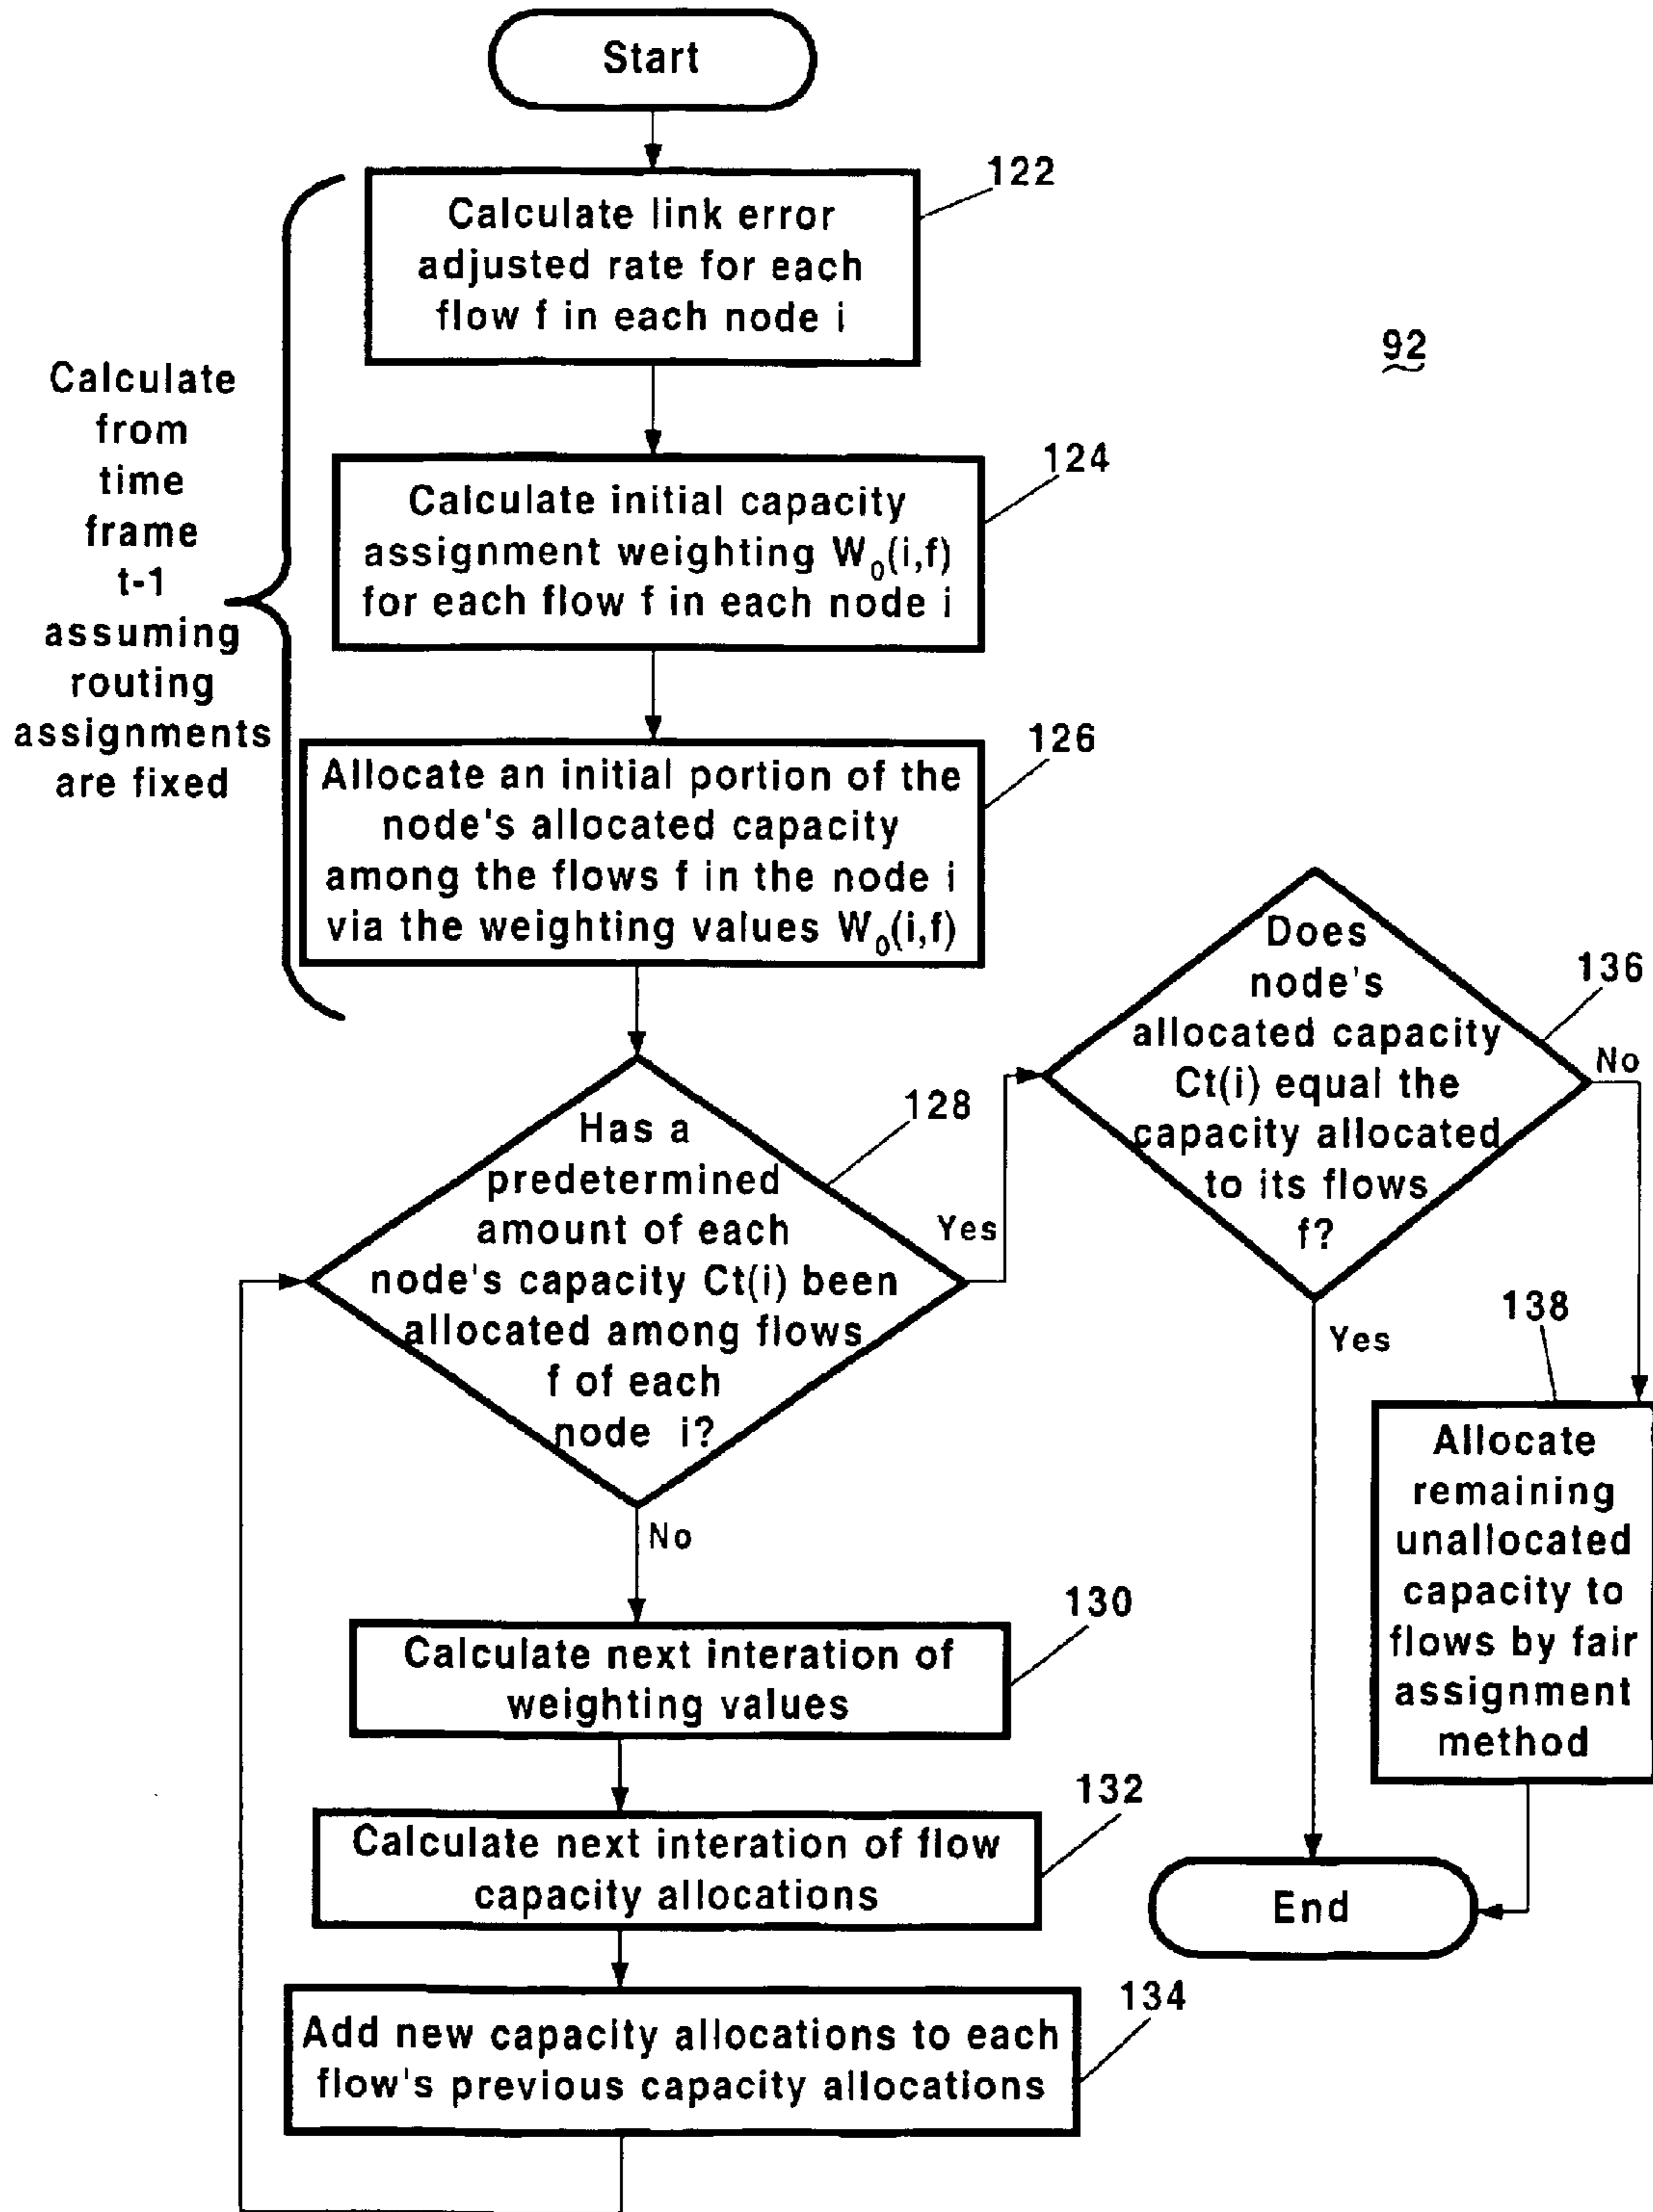 Start
122
Calculate link error
adjusted rate for each
flow f in each node i
92
Calculate
from
time
frame
t-1
assuming
routing
assignments
are fixed
124
Calculate initial capacity
assignment weighting W₀(i,f)
for each flow f in each node i
126
Allocate an initial portion of the
node's allocated capacity
among the flows f in the node i
via the weighting values W₀(i,f)
128
Has a
predetermined
amount of each
node's capacity Ct(i) been
allocated among flows
f of each
node i?
Yes
No
136
Does
node's
allocated capacity
Ct(i) equal the
capacity allocated
to its flows
f?
No
Yes
138
Allocate
remaining
unallocated
capacity to
flows by fair
assignment
method
130
Calculate next interation of
weighting values
132
Calculate next interation of flow
capacity allocations
134
Add new capacity allocations to each
flow's previous capacity allocations
End